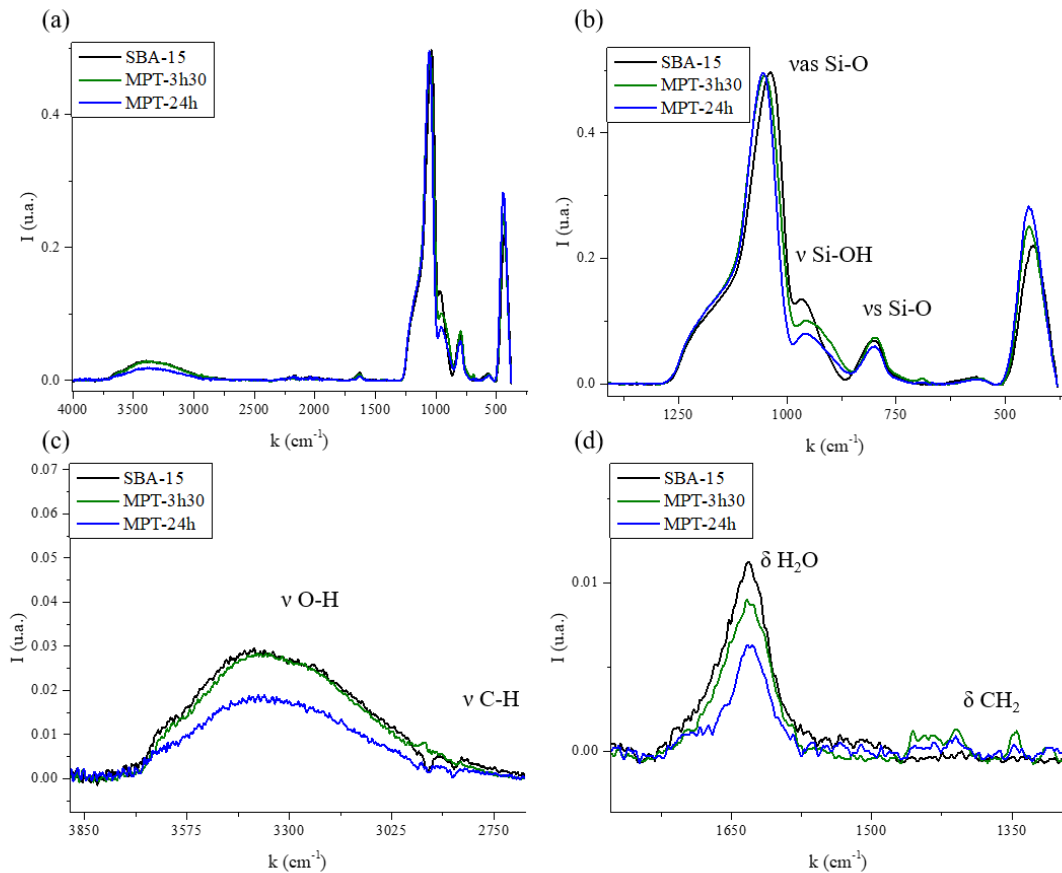 (a)
SBA-15
MPT-3h30
MPT-24h
I (u.a.)
0.4
0.2
0.0
4000 3500 3000 2500 2000 1500 1000 500
k (cm⁻¹)
(b)
SBA-15
MPT-3h30
MPT-24h
νas Si-O
ν Si-OH
νs Si-O
I (u.a.)
0.4
0.2
0.0
1250 1000 750 500
k (cm⁻¹)
(c)
SBA-15
MPT-3h30
MPT-24h
ν O-H
ν C-H
I (u.a.)
0.07
0.06
0.05
0.04
0.03
0.02
0.01
0.00
3850 3575 3300 3025 2750
k (cm⁻¹)
(d)
SBA-15
MPT-3h30
MPT-24h
δ H₂O
δ CH₂
I (u.a.)
0.01
0.00
1650 1500 1350
k (cm⁻¹)